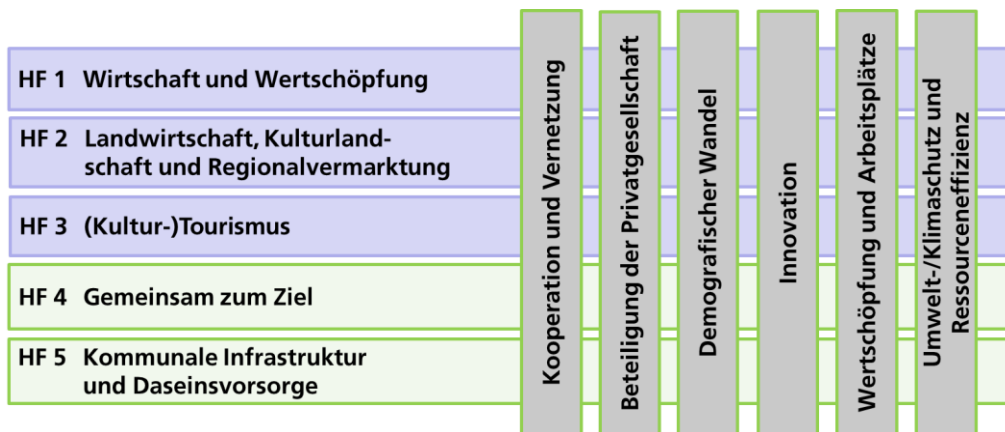 HF 1 Wirtschaft und Wertschöpfung
HF 2 Landwirtschaft, Kulturland-
schaft und Regionalvermarktung
HF 3 (Kultur-)Tourismus
HF 4 Gemeinsam zum Ziel
HF 5 Kommunale Infrastruktur
und Daseinsvorsorge
Kooperation und Vernetzung
Beteiligung der Privatgesellschaft
Demografischer Wandel
Innovation
Wertschöpfung und Arbeitsplätze
Umwelt-/Klimaschutz und
Ressourceneffizienz